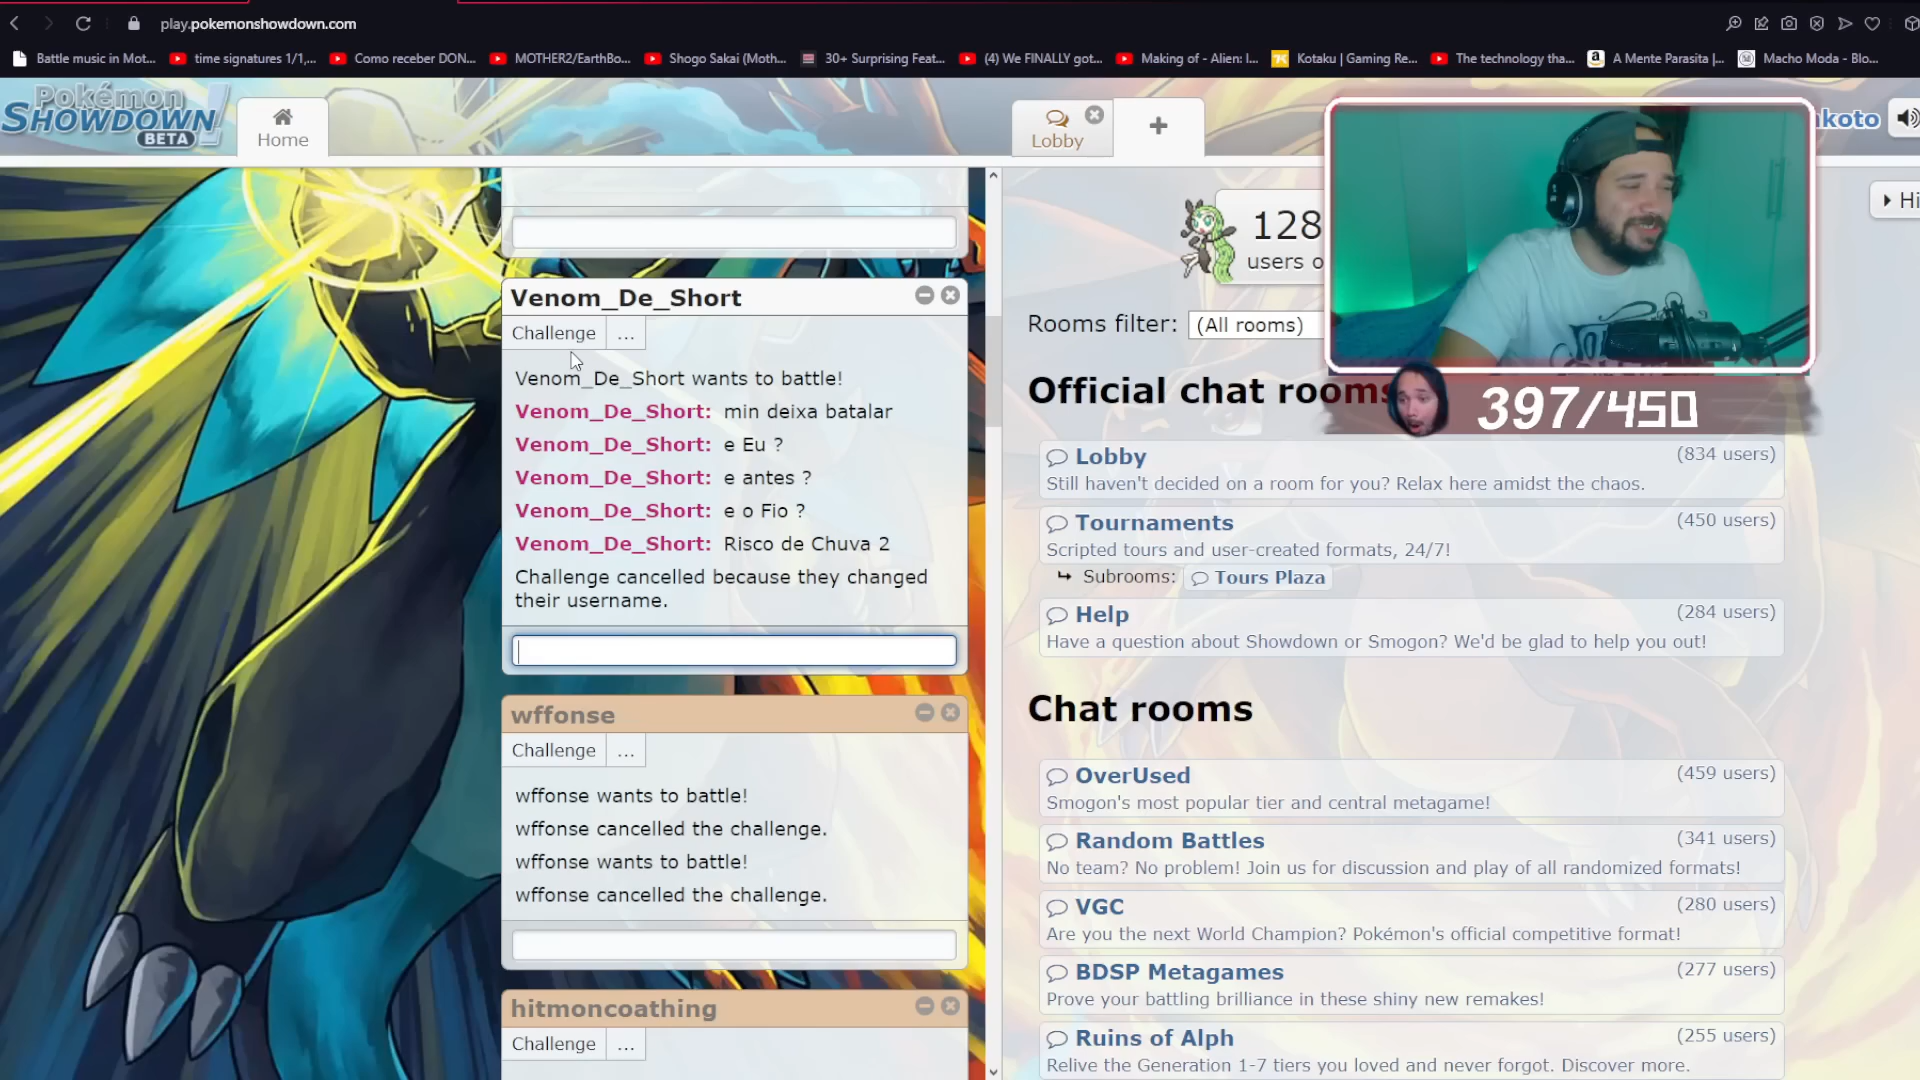 play.pokemonshowdown.com
Battle music in Mot...
time signatures 1/1,...
Como receber DON...
MOTHER2/EarthBo...
Shogo Sakai (Moth...
30+ Surprising Feat...
(4) We FINALLY got...
Making of - Alien: I...
Kotaku | Gaming Re...
The technology tha...
A Mente Parasita |...
Macho Moda - Blo...
Pokémon
SHOWDOWN
BETA
Home
Lobby
+
koto
Venom_De_Short
Challenge ...
Venom_De_Short wants to battle!
Venom_De_Short: min deixa batalar
Venom_De_Short: e Eu ?
Venom_De_Short: e antes ?
Venom_De_Short: e o Fio ?
Venom_De_Short: Risco de Chuva 2
Challenge cancelled because they changed
their username.
wffonse
Challenge ...
wffonse wants to battle!
wffonse cancelled the challenge.
wffonse wants to battle!
wffonse cancelled the challenge.
hitmoncoathing
Challenge ...
128
users o
Hi
Rooms filter: (All rooms)
397/450
Official chat rooms
Lobby (834 users)
Still haven't decided on a room for you? Relax here amidst the chaos.
Tournaments (450 users)
Scripted tours and user-created formats, 24/7!
Subrooms: Tours Plaza
Help (284 users)
Have a question about Showdown or Smogon? We'd be glad to help you out!
Chat rooms
OverUsed (459 users)
Smogon's most popular tier and central metagame!
Random Battles (341 users)
No team? No problem! Join us for discussion and play of all randomized formats!
VGC (280 users)
Are you the next World Champion? Pokémon's official competitive format!
BDSP Metagames (277 users)
Prove your battling brilliance in these shiny new remakes!
Ruins of Alph (255 users)
Relive the Generation 1-7 tiers you loved and never forgot. Discover more.